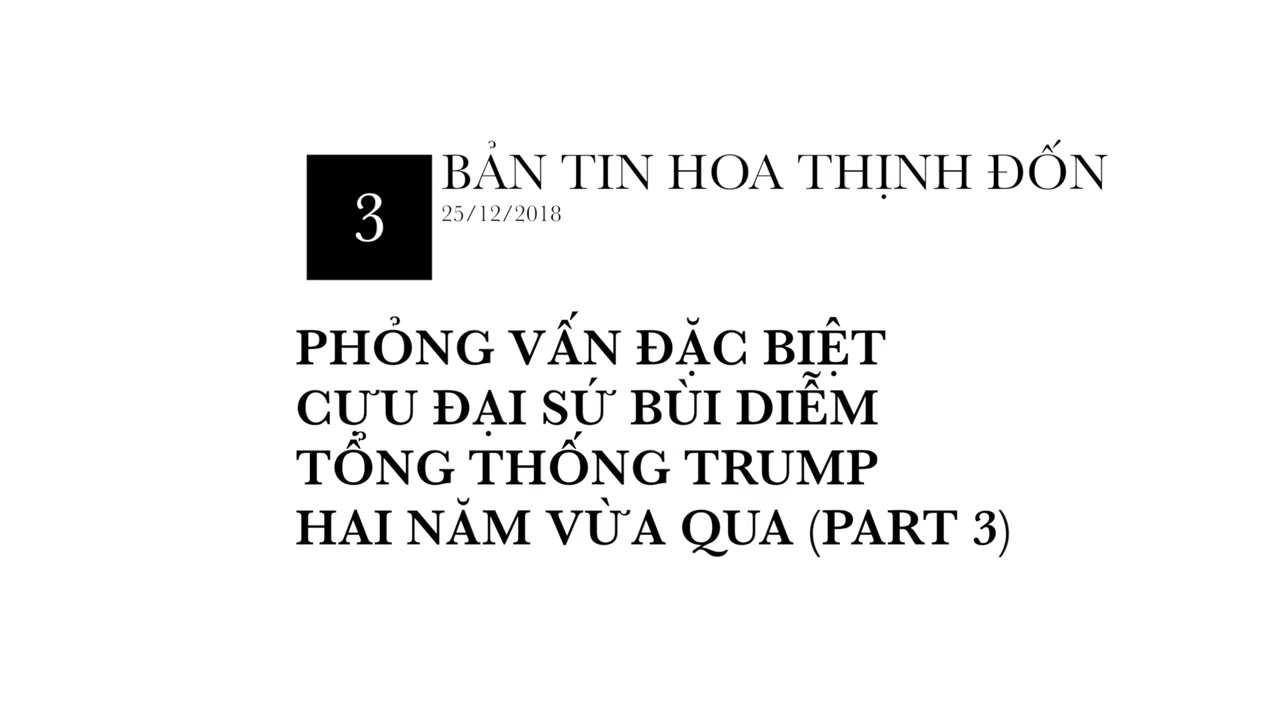 3
BẢN TIN HOA THỊNH ĐỐN
25/12/2018
PHỎNG VẤN ĐẶC BIỆT
CỰU ĐẠI SỨ BÙI DIỄM
TỔNG THỐNG TRUMP
HAI NĂM VỪA QUA (PART 3)